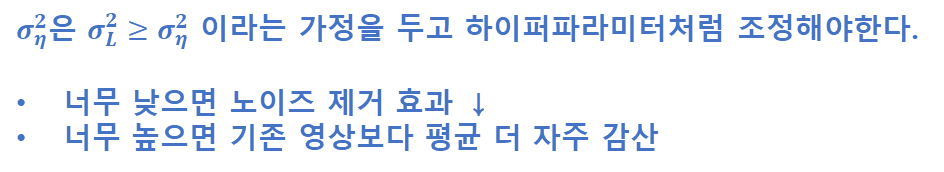 σ²_η은 σ²_L ≥ σ²_η 이라는 가정을 두고 하이퍼파라미터처럼 조정해야한다.
• 너무 낮으면 노이즈 제거 효과 ↓
• 너무 높으면 기존 영상보다 평균 더 자주 감산